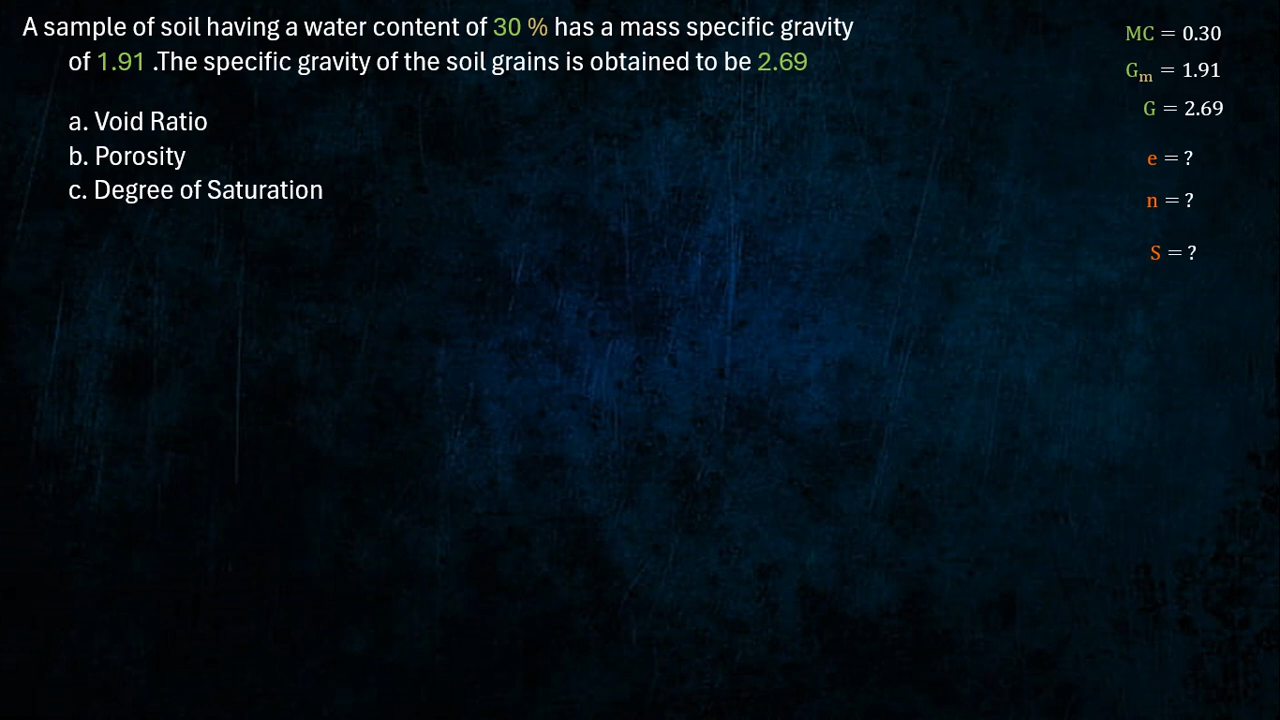 A sample of soil having a water content of 30 % has a mass specific gravity
of 1.91 .The specific gravity of the soil grains is obtained to be 2.69
a. Void Ratio
b. Porosity
c. Degree of Saturation
MC = 0.30
Gm = 1.91
G = 2.69
e = ?
n = ?
S = ?